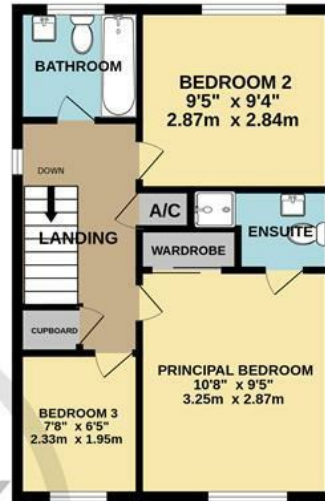 BATHROOM
BEDROOM 2
9'5" x 9'4"
2.87m x 2.84m
DOWN
A/C
LANDING
ENSUITE
WARDROBE
CUPBOARD
PRINCIPAL BEDROOM
10'8" x 9'5"
3.25m x 2.87m
BEDROOM 3
7'8" x 6'5"
2.33m x 1.95m